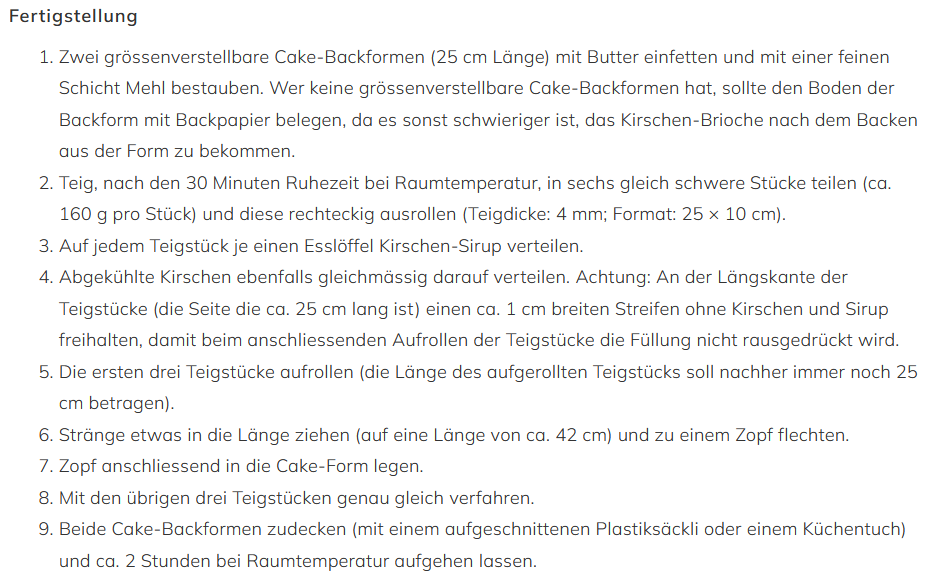 Fertigstellung
1. Zwei grössenverstellbare Cake-Backformen (25 cm Länge) mit Butter einfetten und mit einer feinen
Schicht Mehl bestauben. Wer keine grössenverstellbare Cake-Backformen hat, sollte den Boden der
Backform mit Backpapier belegen, da es sonst schwieriger ist, das Kirschen-Brioche nach dem Backen
aus der Form zu bekommen.
2. Teig, nach den 30 Minuten Ruhezeit bei Raumtemperatur, in sechs gleich schwere Stücke teilen (ca.
160 g pro Stück) und diese rechteckig ausrollen (Teigdicke: 4 mm; Format: 25 × 10 cm).
3. Auf jedem Teigstück je einen Esslöffel Kirschen-Sirup verteilen.
4. Abgekühlte Kirschen ebenfalls gleichmässig darauf verteilen. Achtung: An der Längskante der
Teigstücke (die Seite die ca. 25 cm lang ist) einen ca. 1 cm breiten Streifen ohne Kirschen und Sirup
freihalten, damit beim anschliessenden Aufrollen der Teigstücke die Füllung nicht rausgedrückt wird.
5. Die ersten drei Teigstücke aufrollen (die Länge des aufgerollten Teigstücks soll nachher immer noch 25
cm betragen).
6. Stränge etwas in die Länge ziehen (auf eine Länge von ca. 42 cm) und zu einem Zopf flechten.
7. Zopf anschliessend in die Cake-Form legen.
8. Mit den übrigen drei Teigstücken genau gleich verfahren.
9. Beide Cake-Backformen zudecken (mit einem aufgeschnittenen Plastiksäckli oder einem Küchentuch)
und ca. 2 Stunden bei Raumtemperatur aufgehen lassen.